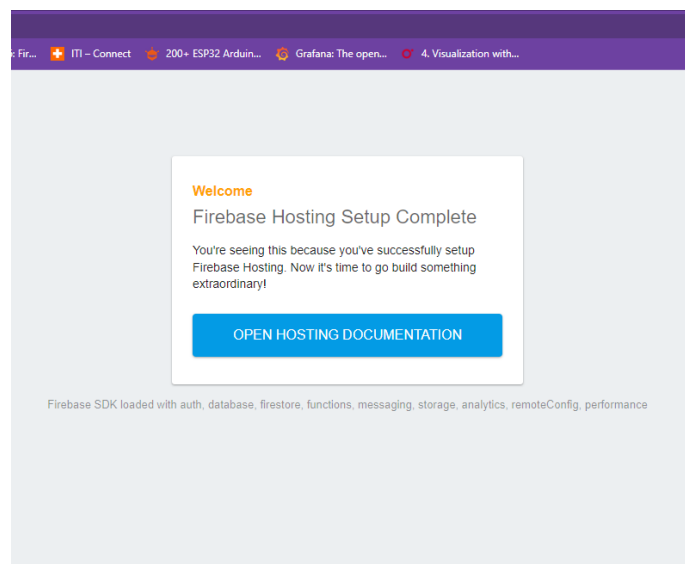 : Fir... ITI – Connect 200+ ESP32 Arduin... Grafana: The open... 4. Visualization with...
Welcome
Firebase Hosting Setup Complete
You're seeing this because you've successfully setup
Firebase Hosting. Now it's time to go build something
extraordinary!
OPEN HOSTING DOCUMENTATION
Firebase SDK loaded with auth, database, firestore, functions, messaging, storage, analytics, remoteConfig, performance